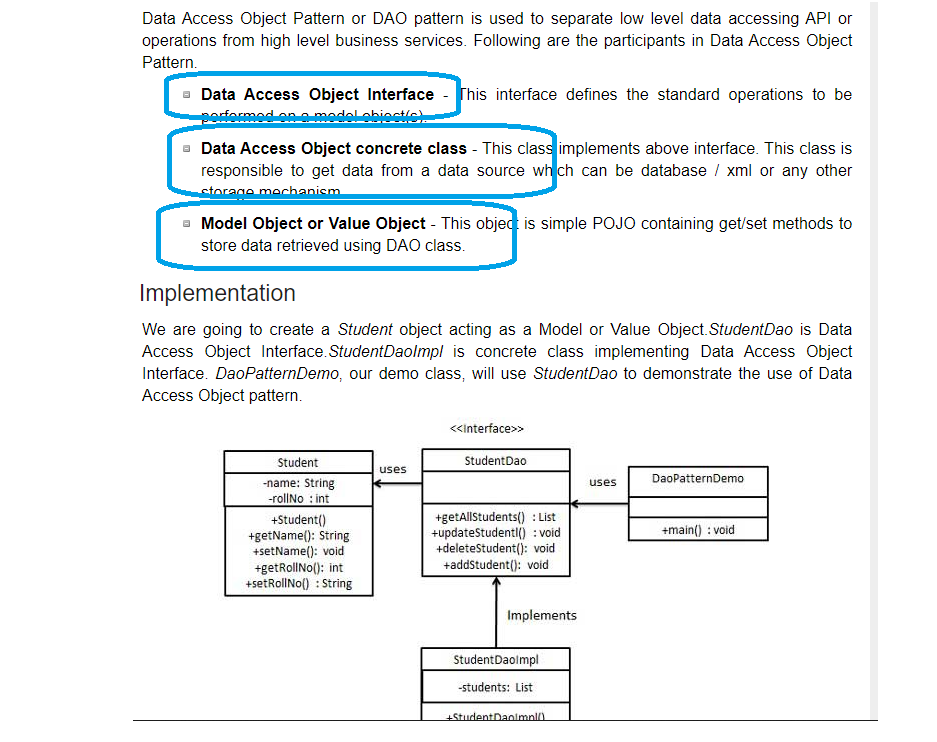 Data Access Object Pattern or DAO pattern is used to separate low level data accessing API or
operations from high level business services. Following are the participants in Data Access Object
Pattern.
Data Access Object Interface - This interface defines the standard operations to be
performed on a model object(s).
Data Access Object concrete class - This class implements above interface. This class is
responsible to get data from a data source which can be database / xml or any other
storage mechanism.
Model Object or Value Object - This object is simple POJO containing get/set methods to
store data retrieved using DAO class.
Implementation
We are going to create a Student object acting as a Model or Value Object.StudentDao is Data
Access Object Interface.StudentDaoImpl is concrete class implementing Data Access Object
Interface. DaoPatternDemo, our demo class, will use StudentDao to demonstrate the use of Data
Access Object pattern.
<<Interface>>
Student
-name: String
-rollNo : int
+Student()
+getName(): String
+setName(): void
+getRollNo(): int
+setRollNo() : String
uses
StudentDao
+getAllStudents() : List
+updateStudentl() : void
+deleteStudent(): void
+addStudent(): void
uses
DaoPatternDemo
+main() : void
Implements
StudentDaoImpl
-students: List
+StudentDaoImpl()